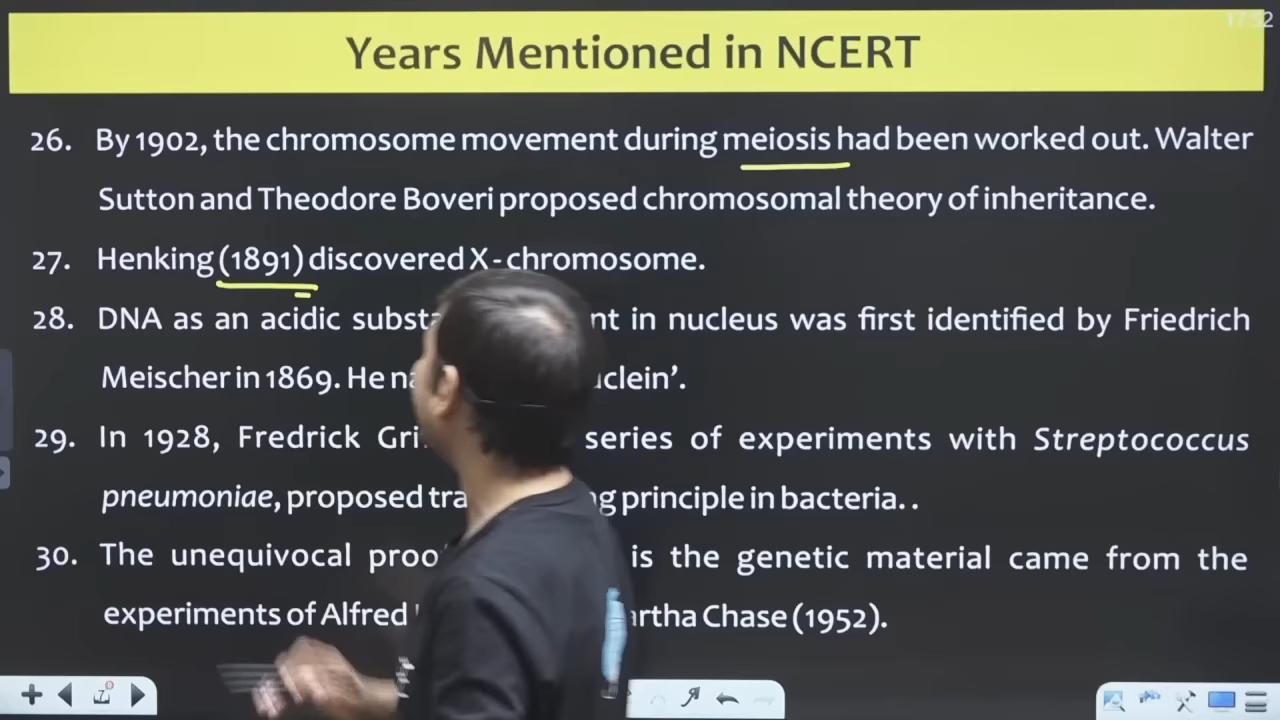 Years Mentioned in NCERT
26. By 1902, the chromosome movement during meiosis had been worked out. Walter
Sutton and Theodore Boveri proposed chromosomal theory of inheritance.
27. Henking (1891) discovered X-chromosome.
28. DNA as an acidic in nucleus was first identified by Friedrich
Meischer in 1869. He
29. In 1928, Fredrick series of experiments with Streptococcus
pneumoniae, proposed principle in bacteria. .
30. The unequivocal is the genetic material came from the
experiments of Alfred Chase (1952).